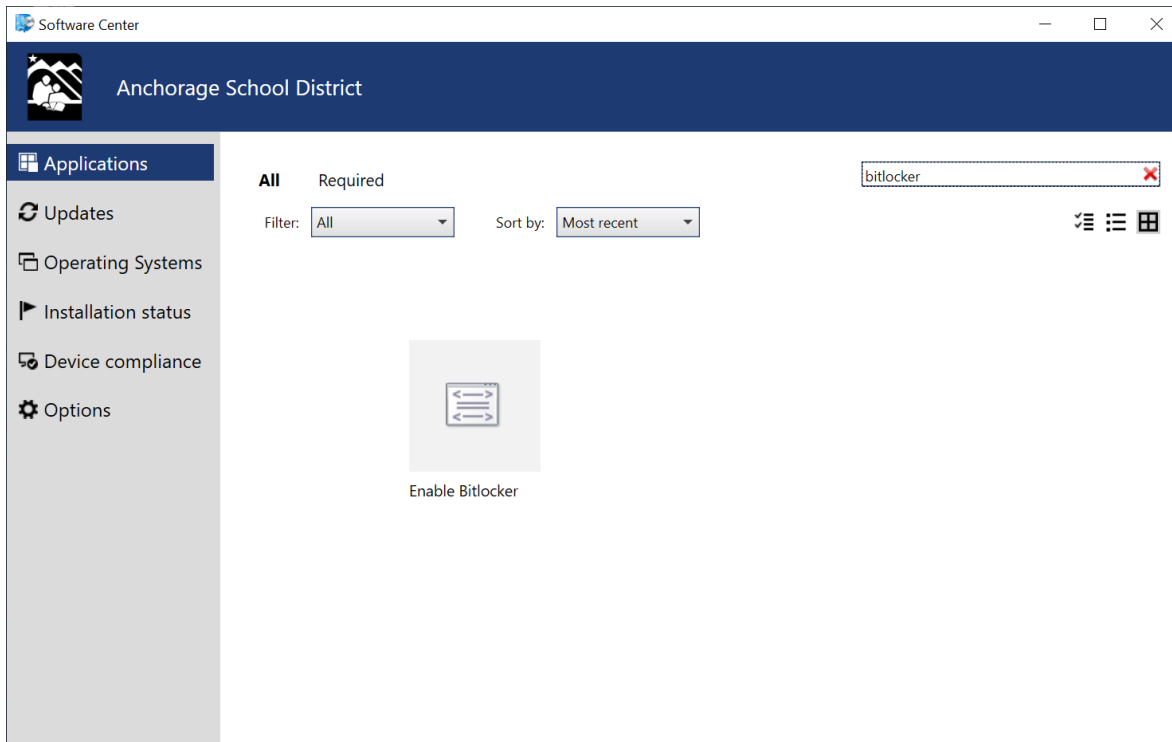 Software Center
Anchorage School District
Applications
Updates
Operating Systems
Installation status
Device compliance
Options
All Required
bitlocker
Filter: All Sort by: Most recent
Enable Bitlocker